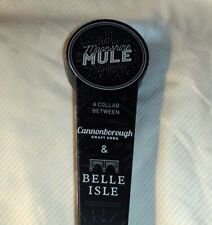 Moonshine
MULE
A COLLAB
BETWEEN
Cannonborough
CRAFT SODA
&
BELLE
ISLE